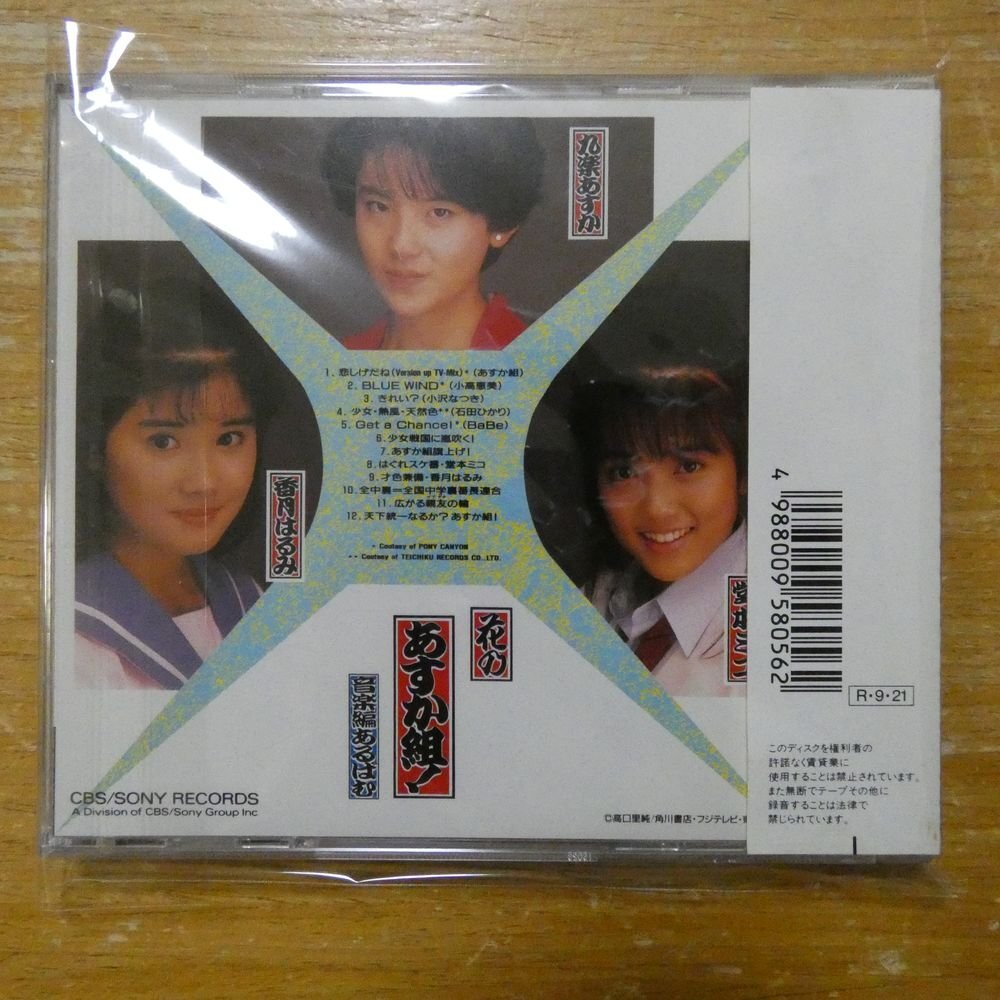 九楽あすか
香月はるみ
堂本ミコ
1. 悲しげだね(Version up TV-Mix)*(あすか組)
2. BLUE WIND*(小高恵美)
3. きれい?(小沢なつき)
4. 少女・熱風・天然色**(石田ひかり)
5. Get a Chance!*(BaBe)
6. 少女戦国に嵐吹く!
7. あすか組旗上げ!
8. はぐれスケ番・堂本ミコ
9. 才色兼備・香月はるみ
10. 全中裏=全国中学裏番長連合
11. 広がる親友の輪
12. 天下統一なるか?あすか組!
* Coutesy of PONY CANYON
** Coutesy of TEICHIKU RECORDS CO.,LTD.
花の
あすか組!
音楽編あるばむ
CBS/SONY RECORDS
A Division of CBS/Sony Group Inc
©高口里純/角川書店・フジテレビ・
4 988009 580562
R・9・21
このディスクを権利者の
許諾なく賃貸業に
使用することは禁止されています。
また無断でテープその他に
録音することは法律で
禁じられています。